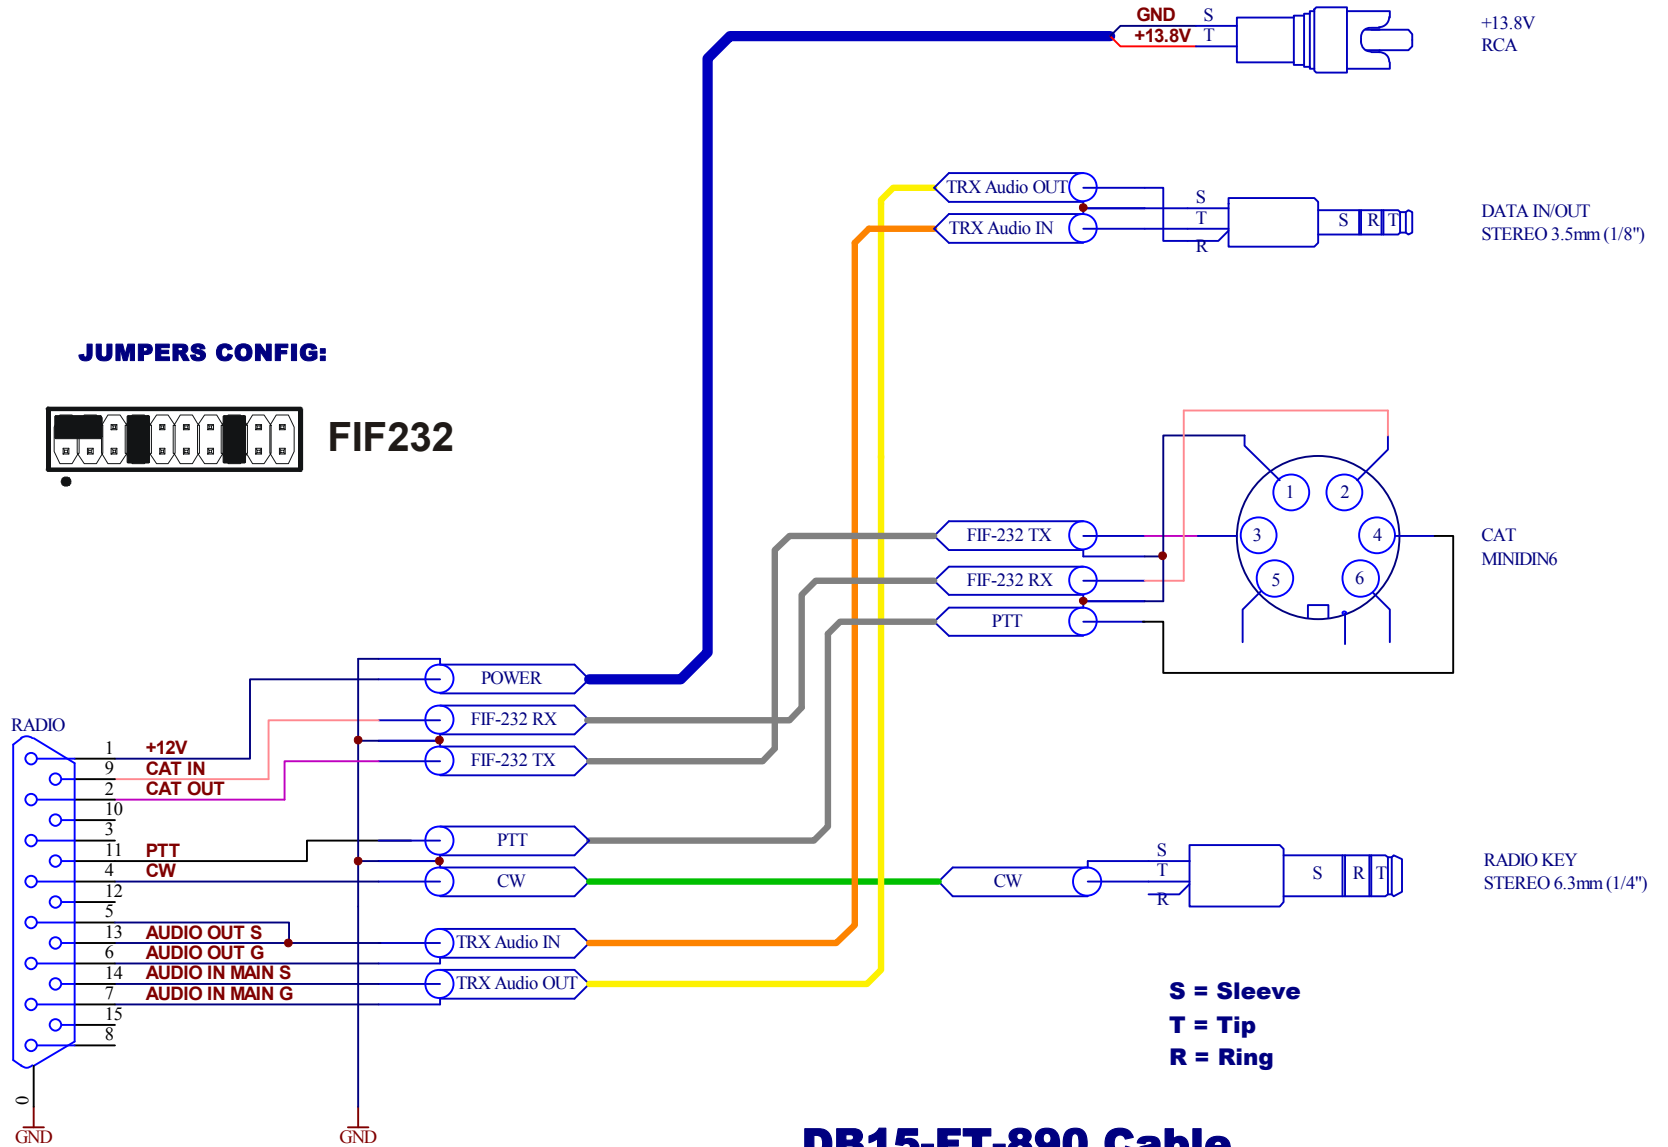 GND S
+13.8V T
+13.8V
RCA
TRX Audio OUT
TRX Audio IN
S
T
R
S R T
DATA IN/OUT
STEREO 3.5mm (1/8")
JUMPERS CONFIG:
FIF232
FIF-232 TX
FIF-232 RX
PTT
1 2
3 4
5 6
CAT
MINIDIN6
POWER
FIF-232 RX
FIF-232 TX
PTT
CW
TRX Audio IN
TRX Audio OUT
RADIO
1 +12V
9 CAT IN
2 CAT OUT
10
3
11 PTT
4 CW
12
5
13 AUDIO OUT S
6 AUDIO OUT G
14 AUDIO IN MAIN S
7 AUDIO IN MAIN G
15
8
0
GND
GND
CW
S
T
R
S R T
RADIO KEY
STEREO 6.3mm (1/4")
S = Sleeve
T = Tip
R = Ring
DB15-FT-890 Cable